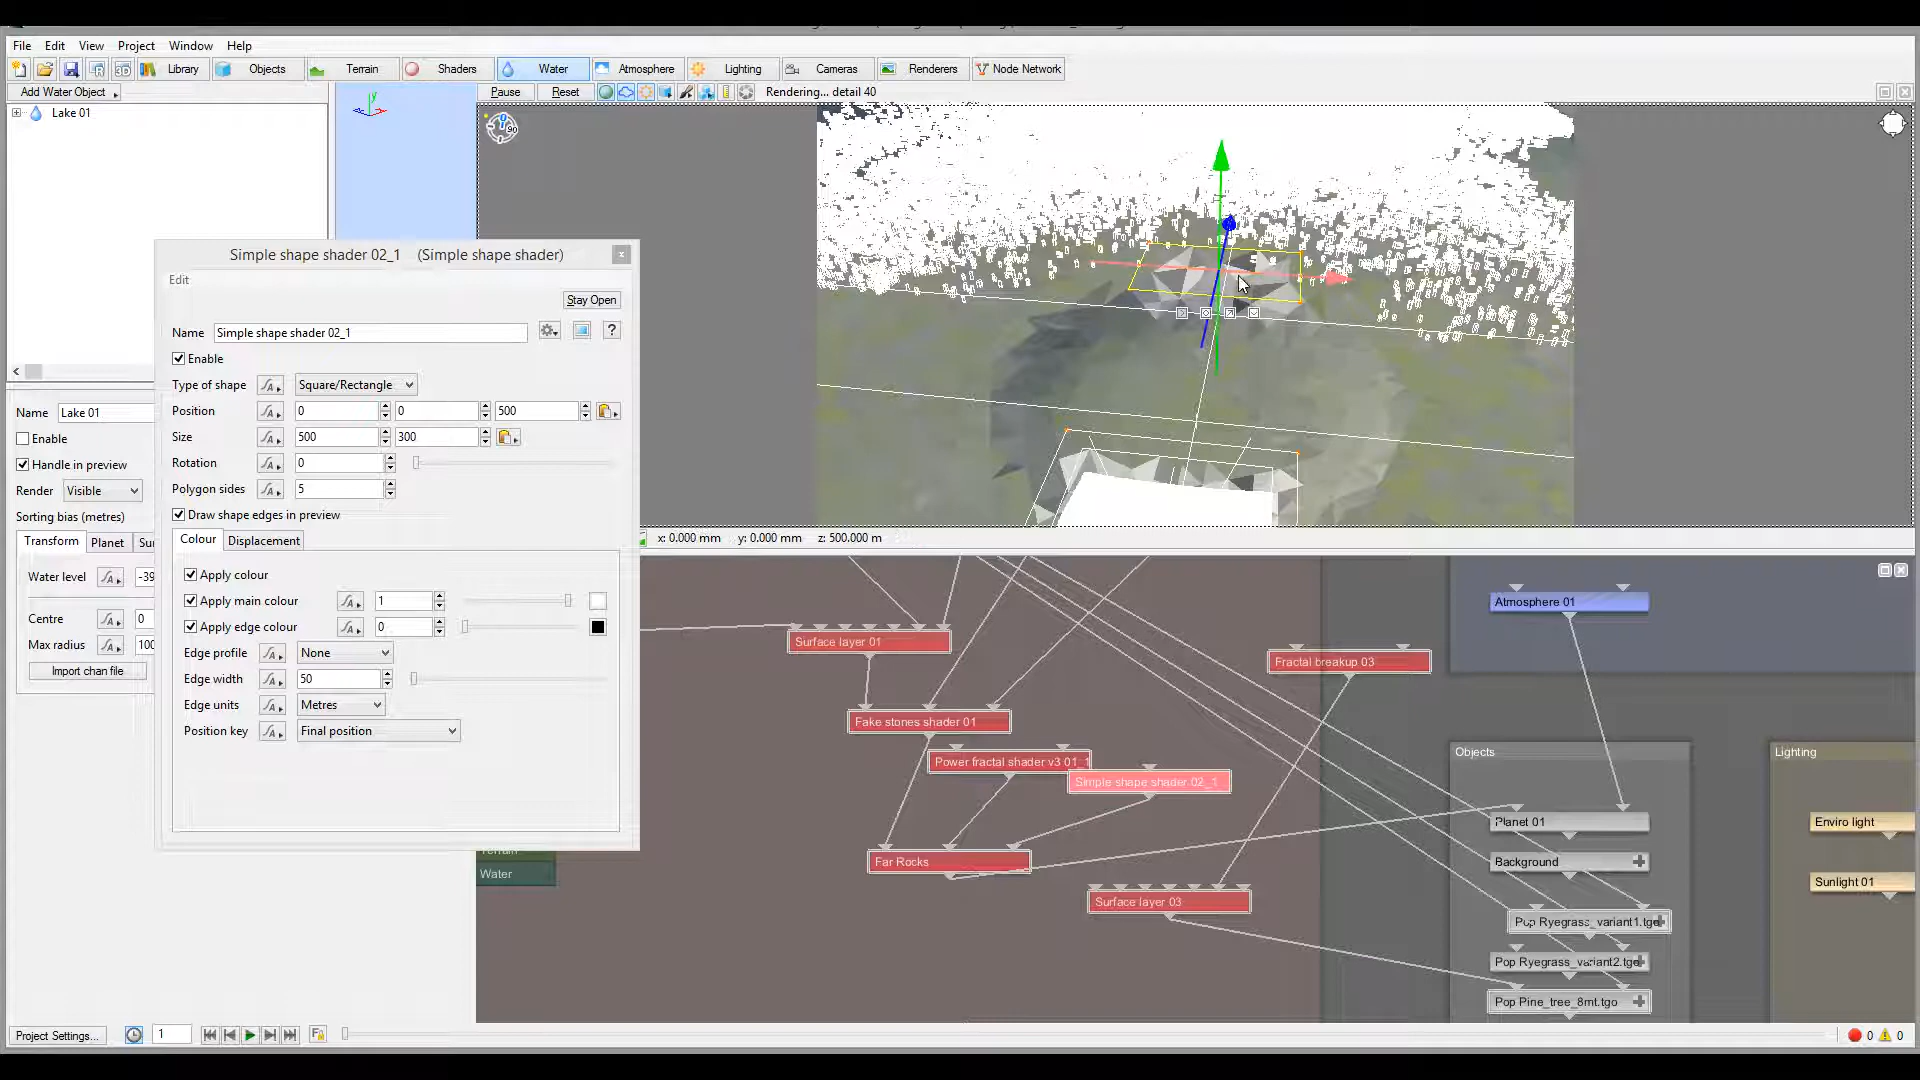 File Edit View Project Window Help
Library Objects Terrain Shaders Water Atmosphere Lighting Cameras Renderers Node Network
Add Water Object
Pause Reset Rendering... detail 40
Lake 01
Simple shape shader 02_1 (Simple shape shader)
Edit
Stay Open
Name Simple shape shader 02_1 ?
Enable
Type of shape Square/Rectangle
Position 0 0 500
Size 500 300
Rotation 0
Polygon sides 5
Draw shape edges in preview
Colour Displacement
Apply colour
Apply main colour 1
Apply edge colour 0
Edge profile None
Edge width 50
Edge units Metres
Position key Final position
Name Lake 01
Enable
Handle in preview
Render Visible
Sorting bias (metres)
Transform Planet Su
Water level -39
Centre 0
Max radius 100
Import chan file
x: 0.000 mm y: 0.000 mm z: 500.000 m
Surface layer 01
Fake stones shader 01
Power fractal shader v3 01_1
Simple shape shader 02_1
Far Rocks
Surface layer 03
Fractal breakup 03
Atmosphere 01
Objects
Planet 01
Background
Pop Ryegrass_variant1.tgo
Pop Ryegrass_variant2.tgo
Pop Pine_tree_8mt.tgo
Lighting
Enviro light
Sunlight 01
Terrain
Water
Project Settings... 1 0 0